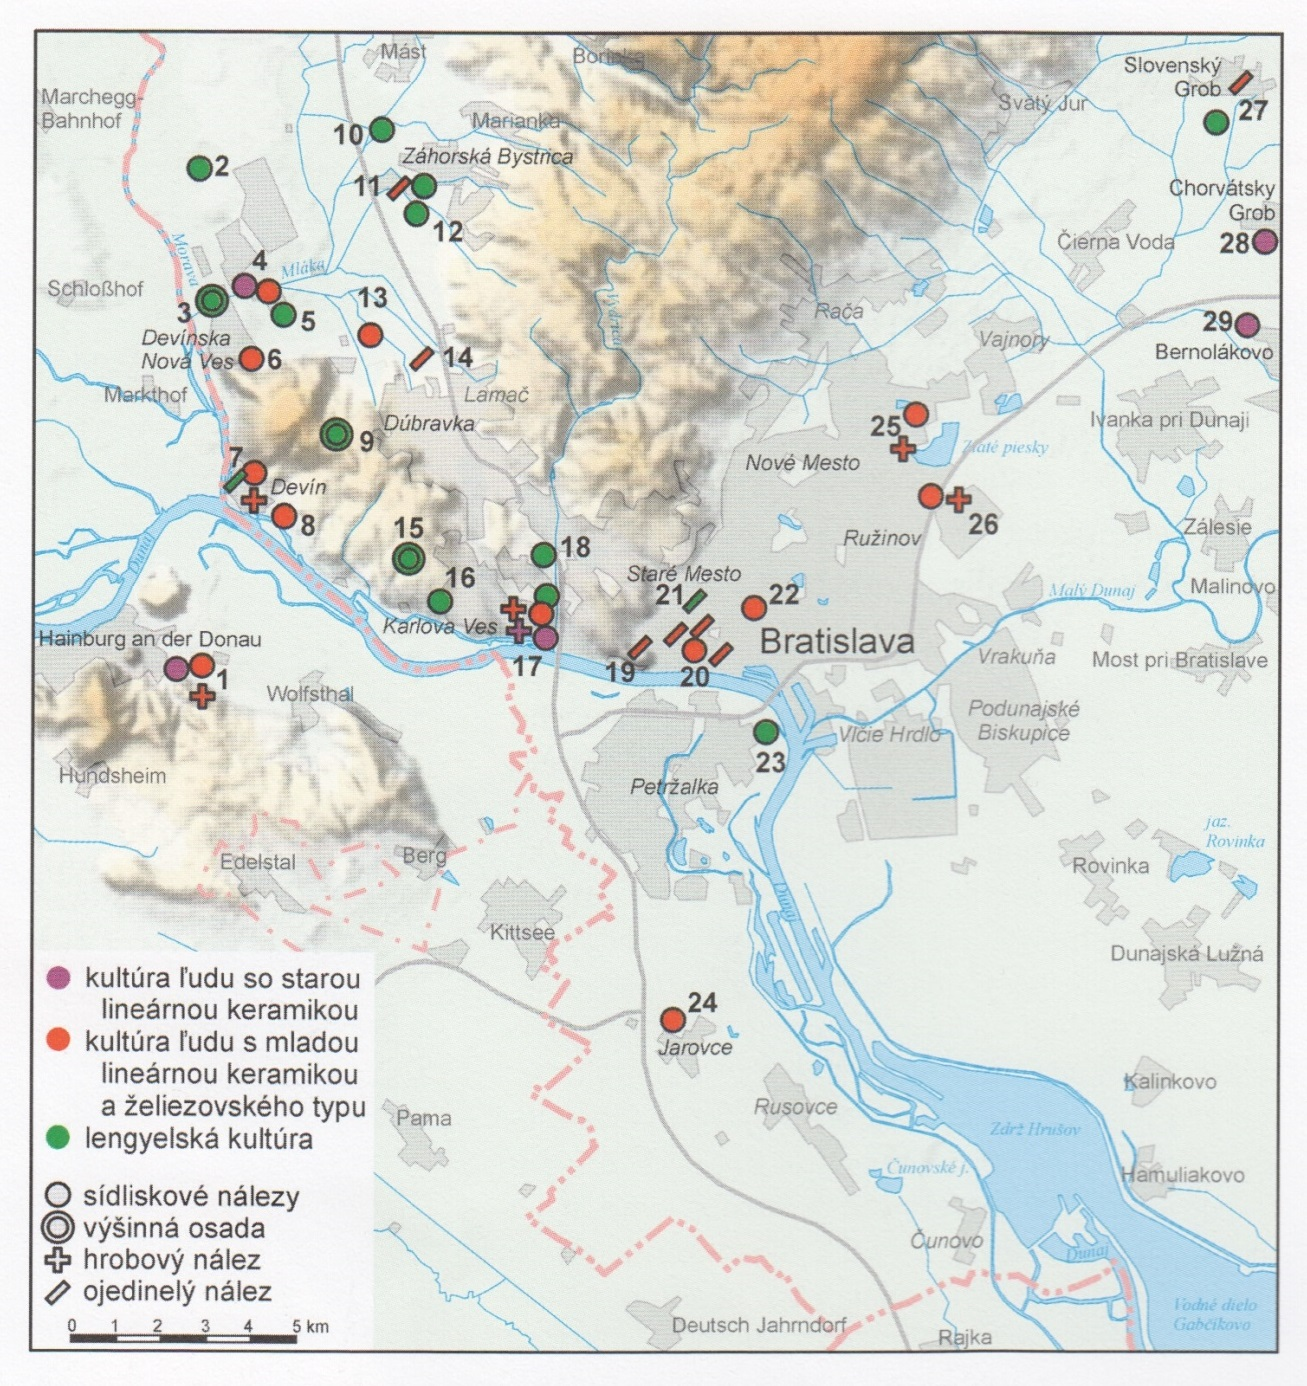 Mást
Borinka
Slovenský
Grob
27
Marchegg-
Bahnhof
Svätý Jur
Marianka
10
Záhorská Bystrica
2
11
12
Chorvátsky
Grob
28
Čierna Voda
Morava
4
Mláka
Schloßhof
3
5
13
Vydrica
Rača
29
Bernolákovo
Devínska
Nová Ves
6
14
Vajnory
Markthof
Lamač
Dúbravka
9
25
Ivanka pri Dunaji
Zlaté piesky
Nové Mesto
7
Devín
8
26
Zálesie
Dunaj
15
18
Ružinov
16
Staré Mesto
21
22
Malý Dunaj
Malinovo
Karlova Ves
Hainburg an der Donau
Bratislava
17
19
20
Vrakuňa
Most pri Bratislave
1
Wolfsthal
Podunajské
Biskupice
Vlčie Hrdlo
23
Hundsheim
Petržalka
jaz.
Rovinka
Edelstal
Berg
Rovinka
Dunaj
Kittsee
Dunajská Lužná
kultúra ľudu so starou
lineárnou keramikou
kultúra ľudu s mladou
lineárnou keramikou
a želiezovského typu
lengyelská kultúra
24
Jarovce
Kalinkovo
Rusovce
Pama
Zdrž Hrušov
Čunovské j.
Hamuliakovo
sídliskové nálezy
výšinná osada
hrobový nález
ojedinelý nález
Čunovo
Dunaj
0 1 2 3 4 5 km
Deutsch Jahrndorf
Rajka
Vodné dielo
Gabčíkovo